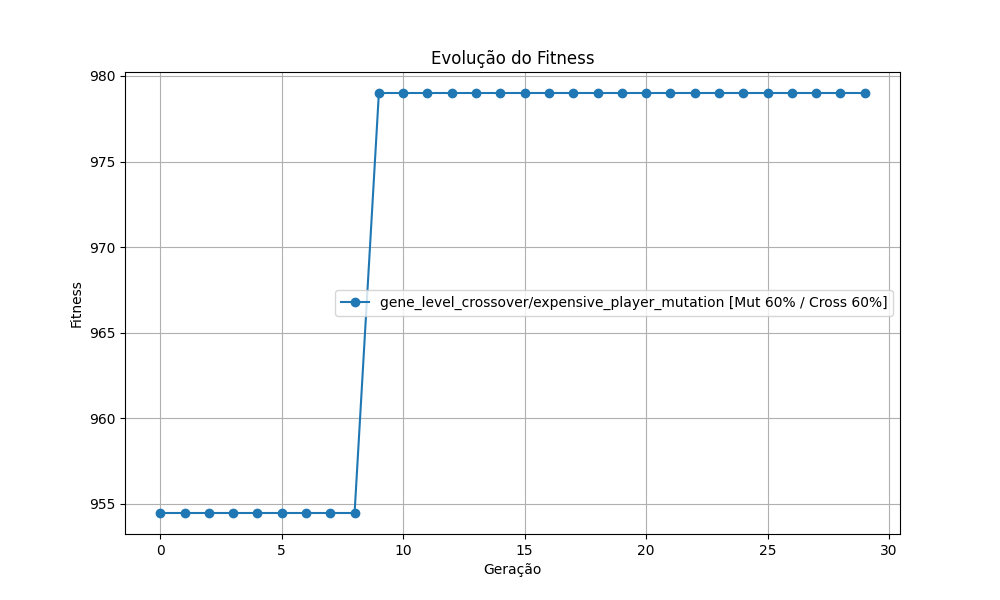 Evolução do Fitness
980
975
970
965
960
955
Fitness
gene_level_crossover/expensive_player_mutation [Mut 60% / Cross 60%]
0 5 10 15 20 25 30
Geração